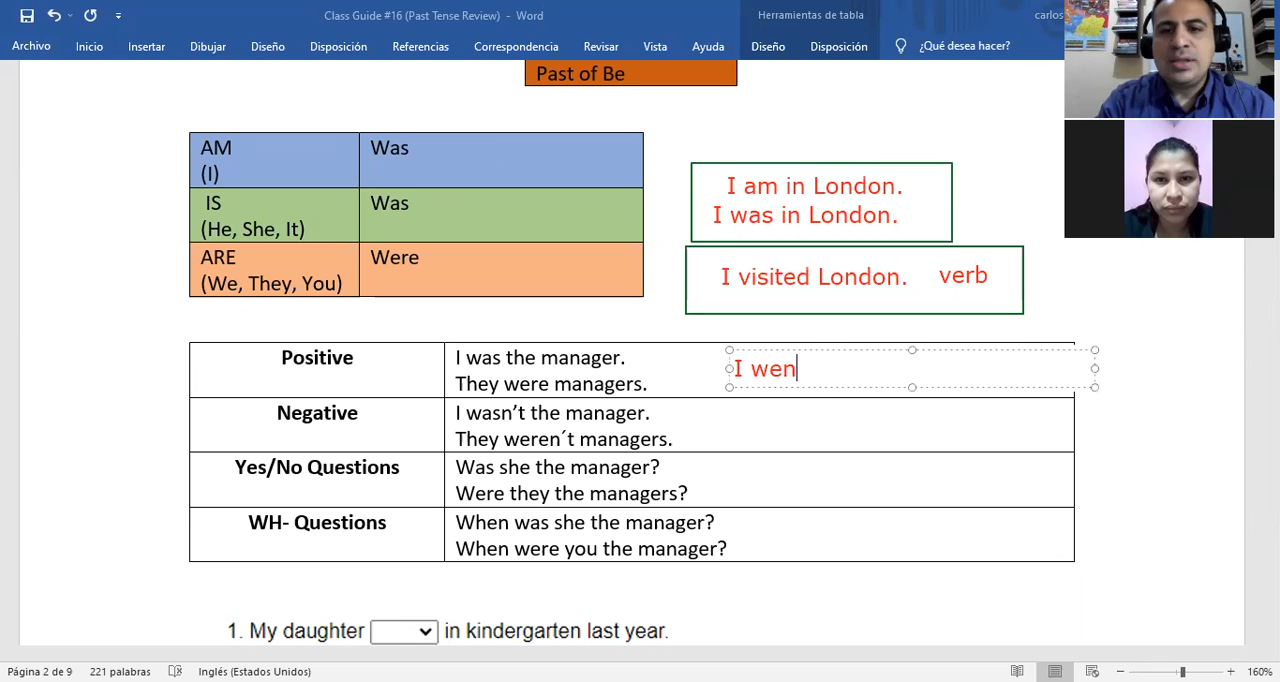 Class Guide #16 (Past Tense Review) - Word
Herramientas de tabla
carlos
Archivo Inicio Insertar Dibujar Diseño Disposición Referencias Correspondencia Revisar Vista Ayuda Diseño Disposición ¿Qué desea hacer?
Past of Be
AM
(I)
Was
IS
(He, She, It)
Was
ARE
(We, They, You)
Were
I am in London.
I was in London.
I visited London. verb
Positive
I was the manager.
They were managers.
I wen
Negative
I wasn't the manager.
They weren´t managers.
Yes/No Questions
Was she the manager?
Were they the managers?
WH- Questions
When was she the manager?
When were you the manager?
1. My daughter in kindergarten last year.
Página 2 de 9 221 palabras Inglés (Estados Unidos) 160%